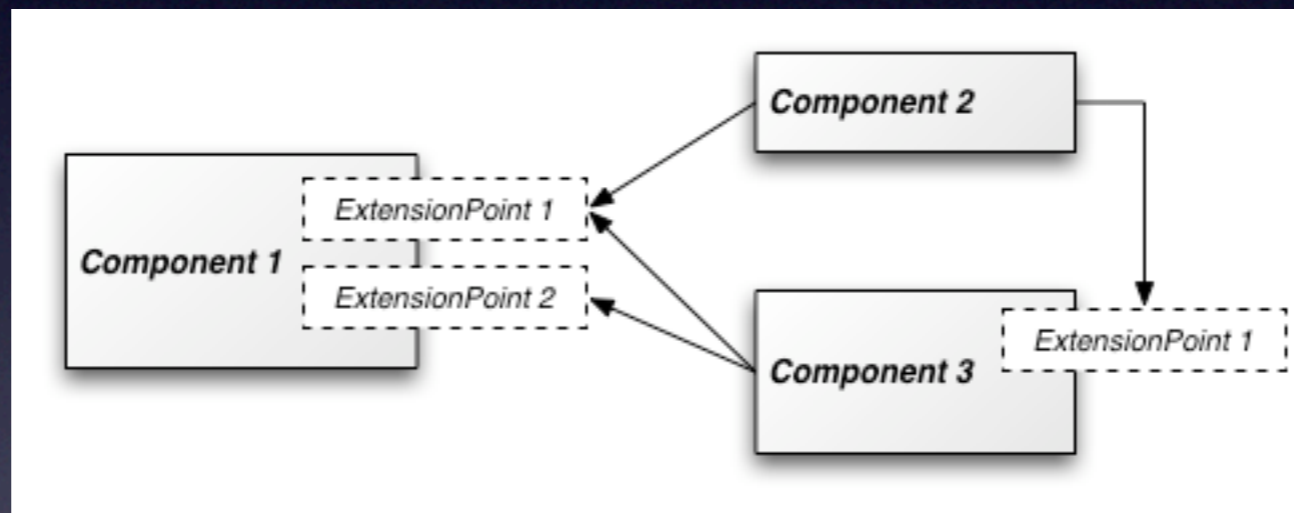 Component 2
ExtensionPoint 1
Component 1
ExtensionPoint 2
ExtensionPoint 1
Component 3